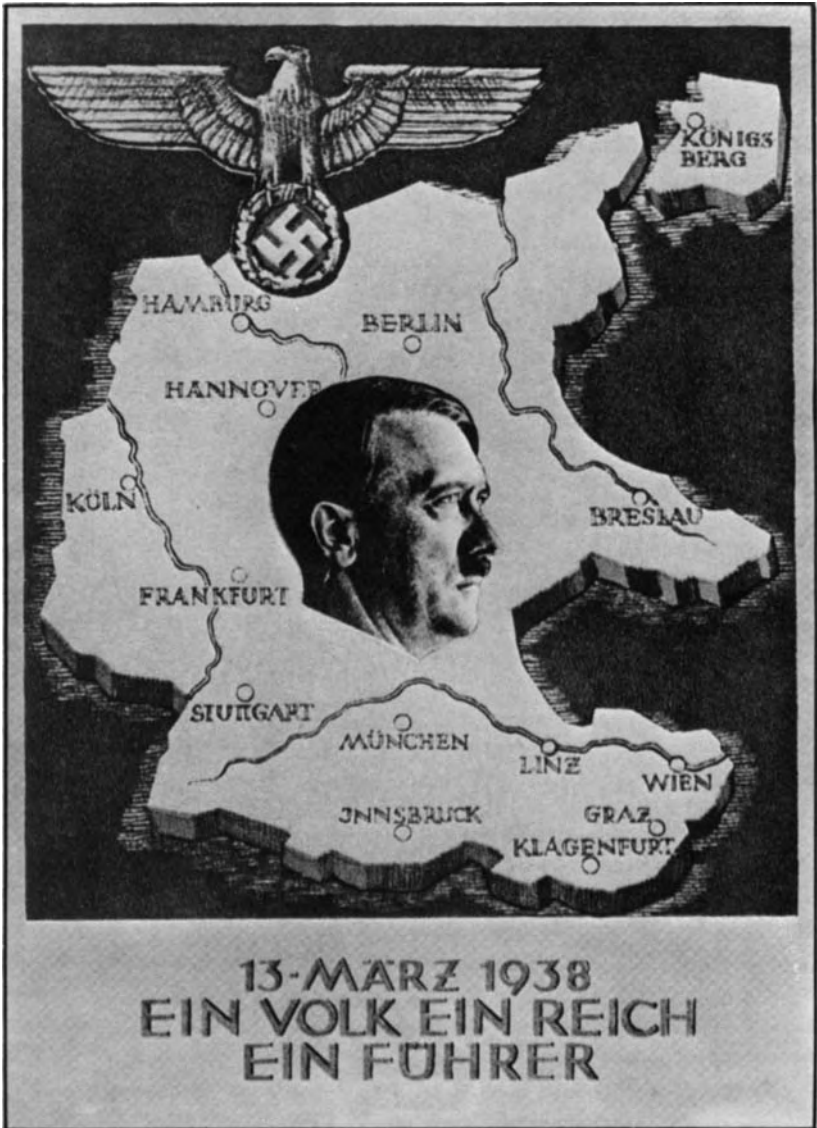 KÖNIGS
BERG
HAMBURG
BERLIN
HANNOVER
KÖLN
BRESLAU
FRANKFURT
STUTTGART
MÜNCHEN
LINZ
WIEN
JNNSBRUCK
GRAZ
KLAGENFURT
13-MÄRZ 1938
EIN VOLK EIN REICH
EIN FÜHRER